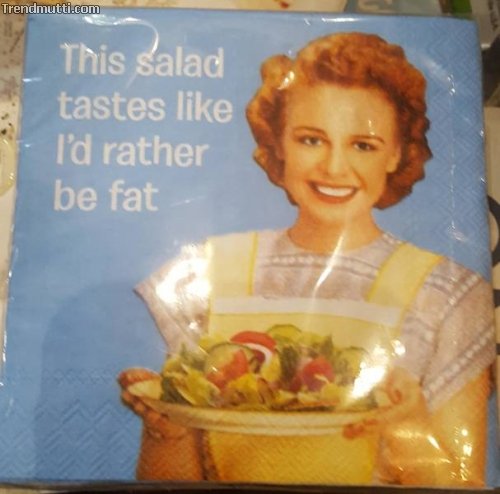 Trendmutti.com
This salad
tastes like
I'd rather
be fat